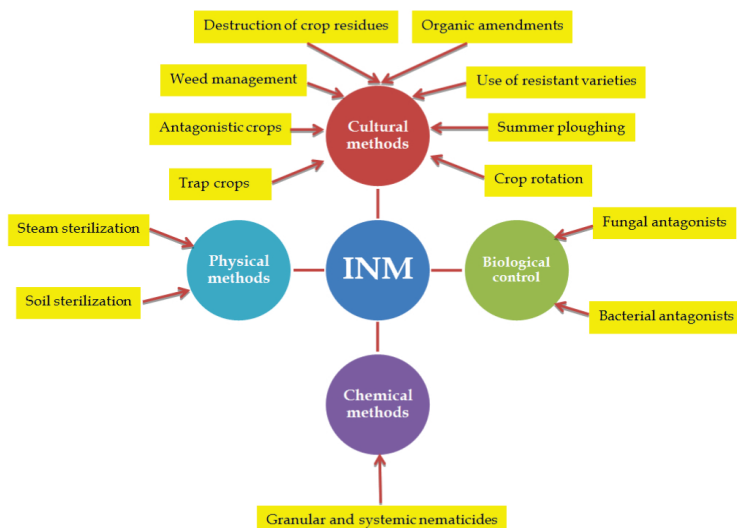 Destruction of crop residues
Organic amendments
Weed management
Use of resistant varieties
Antagonistic crops
Cultural
methods
Summer ploughing
Trap crops
Crop rotation
Steam sterilization
Fungal antagonists
Physical
methods
INM
Biological
control
Soil sterilization
Bacterial antagonists
Chemical
methods
Granular and systemic nematicides